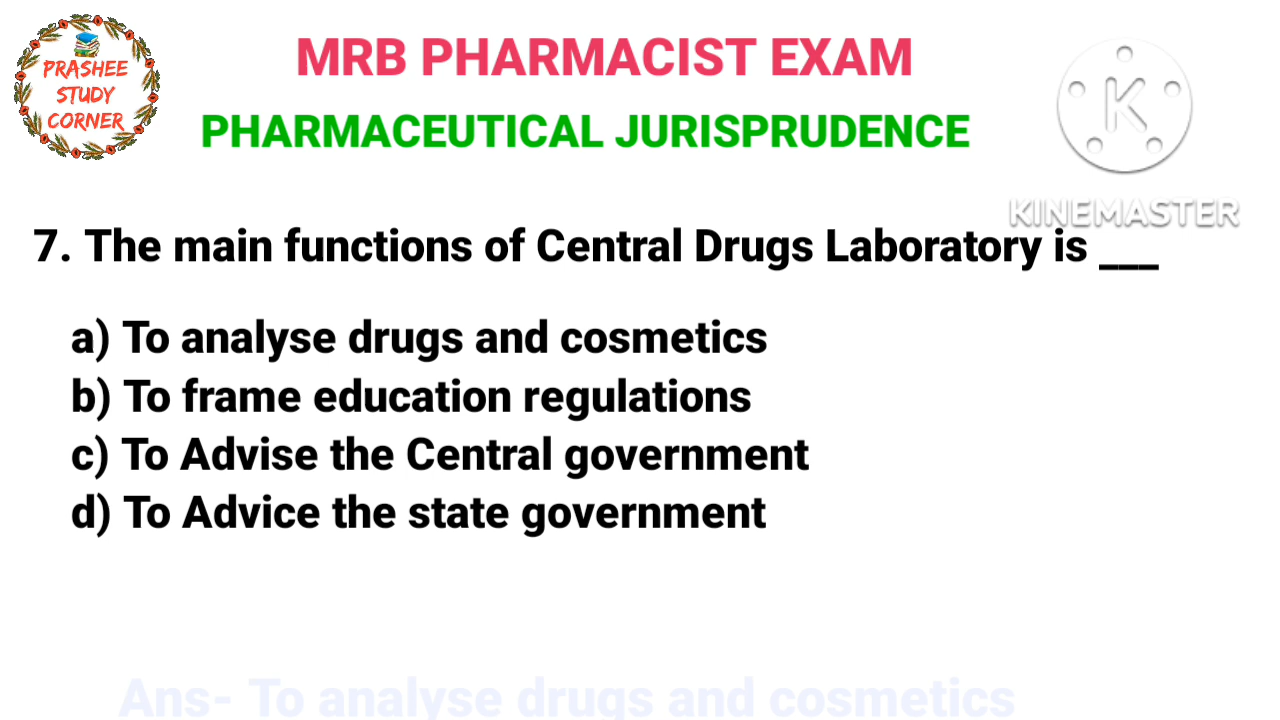 PRASHEE
STUDY
CORNER
MRB PHARMACIST EXAM
PHARMACEUTICAL JURISPRUDENCE
K
KINEMASTER
7. The main functions of Central Drugs Laboratory is ___
a) To analyse drugs and cosmetics
b) To frame education regulations
c) To Advise the Central government
d) To Advice the state government
Ans- To analyse drugs and cosmetics